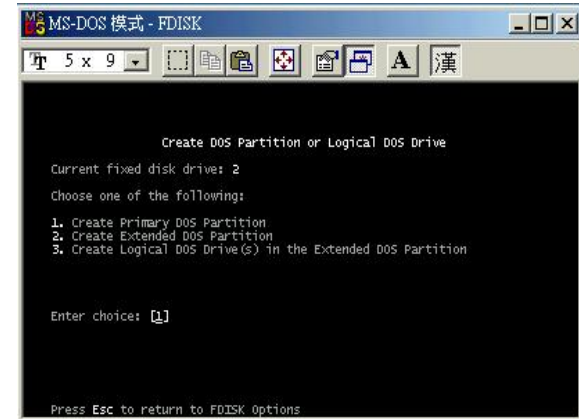 MS-DOS 模式 - FDISK
5 x 9 A 漢
Create DOS Partition or Logical DOS Drive
Current fixed disk drive: 2
Choose one of the following:
1. Create Primary DOS Partition
2. Create Extended DOS Partition
3. Create Logical DOS Drive(s) in the Extended DOS Partition
Enter choice: [1]
Press Esc to return to FDISK Options